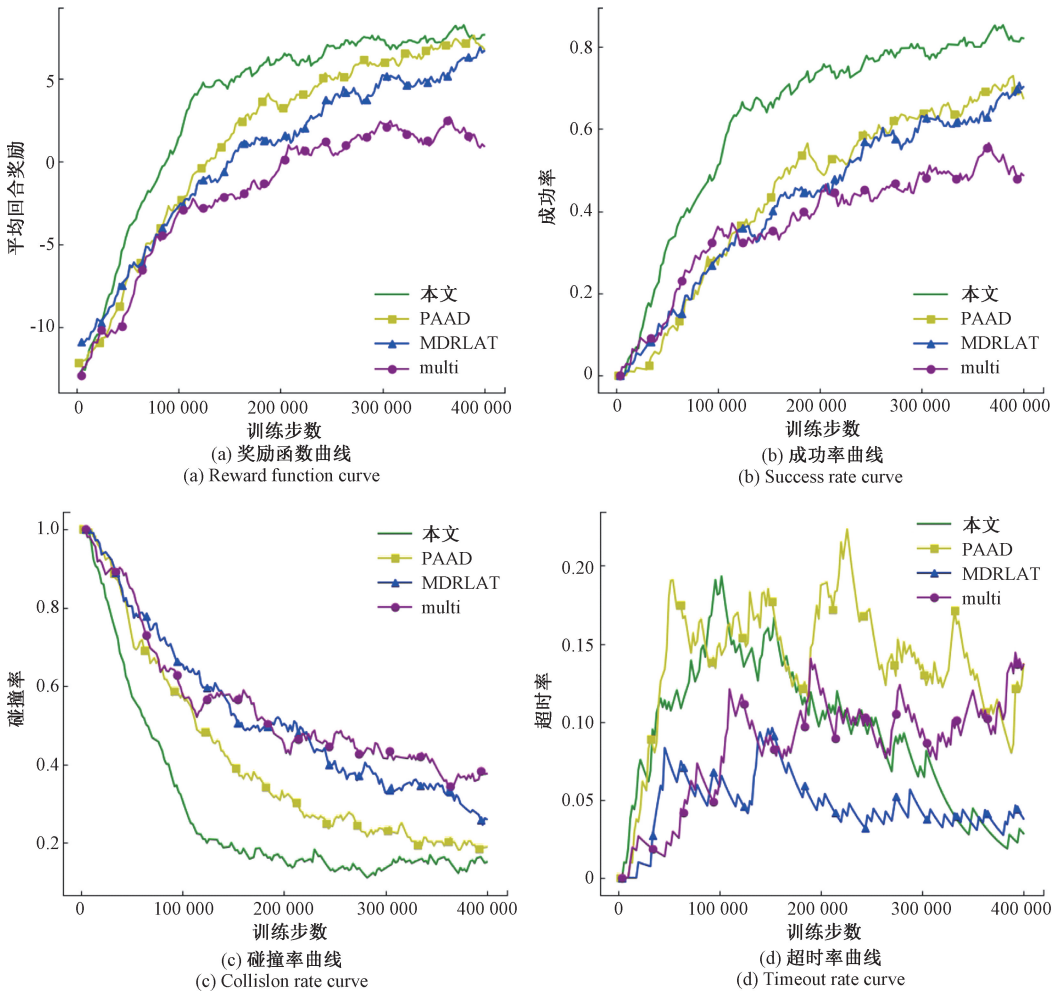 平均回合奖励
5
0
-5
-10
本文
PAAD
MDRLAT
multi
0 100 000 200 000 300 000 400 000
训练步数
(a) 奖励函数曲线
(a) Reward function curve
成功率
0.8
0.6
0.4
0.2
0
本文
PAAD
MDRLAT
multi
0 100 000 200 000 300 000 400 000
训练步数
(b) 成功率曲线
(b) Success rate curve
碰撞率
1.0
0.8
0.6
0.4
0.2
本文
PAAD
MDRLAT
multi
0 100 000 200 000 300 000 400 000
训练步数
(c) 碰撞率曲线
(c) Collislon rate curve
超时率
0.20
0.15
0.10
0.05
0
本文
PAAD
MDRLAT
multi
0 100 000 200 000 300 000 400 000
训练步数
(d) 超时率曲线
(d) Timeout rate curve